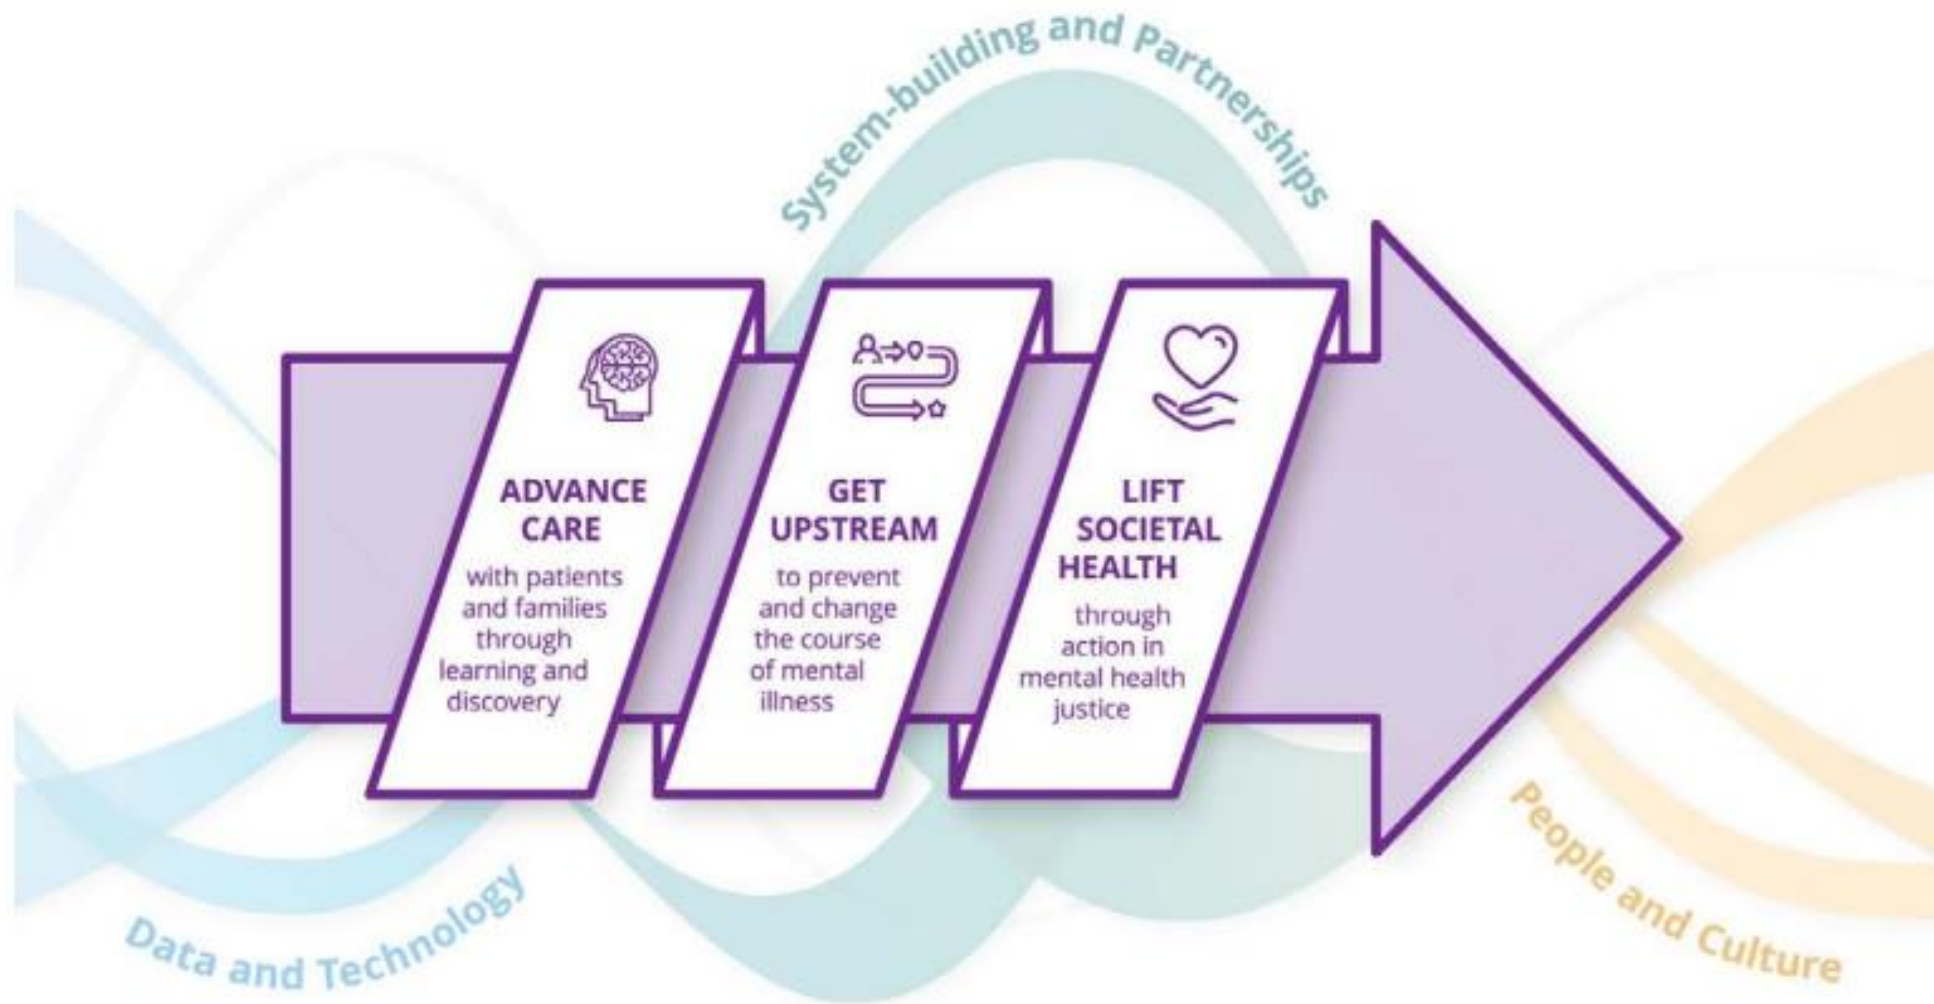 System-building and Partnerships
ADVANCE
CARE
with patients
and families
through
learning and
discovery
GET
UPSTREAM
to prevent
and change
the course
of mental
illness
LIFT
SOCIETAL
HEALTH
through
action in
mental health
justice
Data and Technology
People and Culture